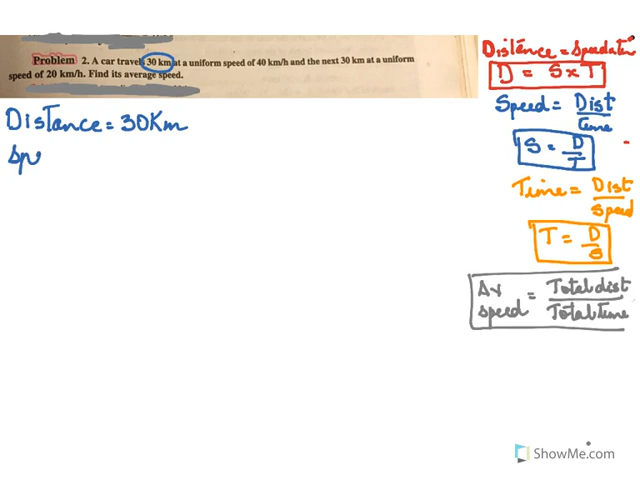 Problem 2. A car travels 30 km at a uniform speed of 40 km/h and the next 30 km at a uniform
speed of 20 km/h. Find its average speed.
Distance = 30Km
Sp
Distance = Speed
D = S x T
Speed = Dist
time
S = D
T
Time = Dist
Speed
T = D
S
Av
speed = Total dist
Total Time
ShowMe.com